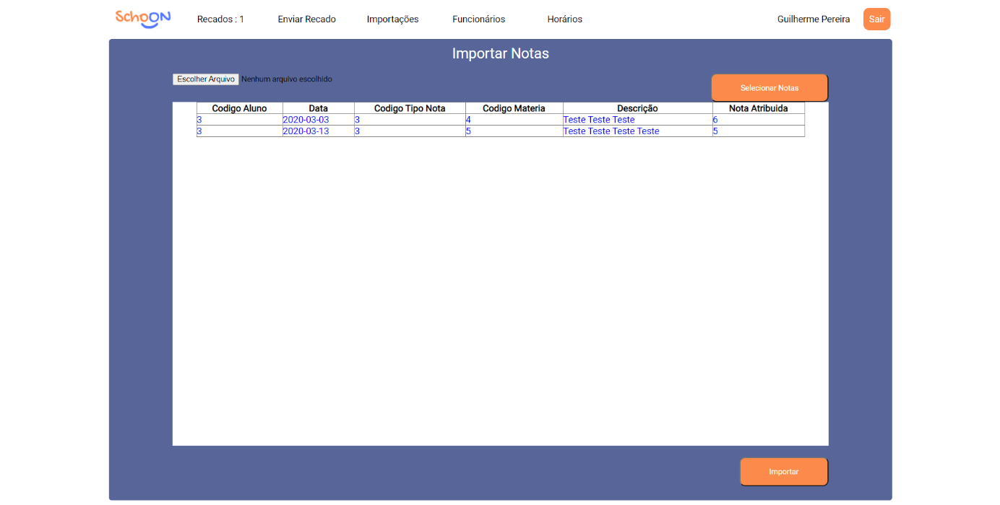 SchoON Recados : 1 Enviar Recado Importações Funcionários Horários Guilherme Pereira Sair
Importar Notas
Escolher Arquivo Nenhum arquivo escolhido
Selecionar Notas
Codigo Aluno Data Codigo Tipo Nota Codigo Materia Descrição Nota Atribuida
3 2020-03-03 3 4 Teste Teste Teste 6
3 2020-03-13 3 5 Teste Teste Teste Teste 5
Importar